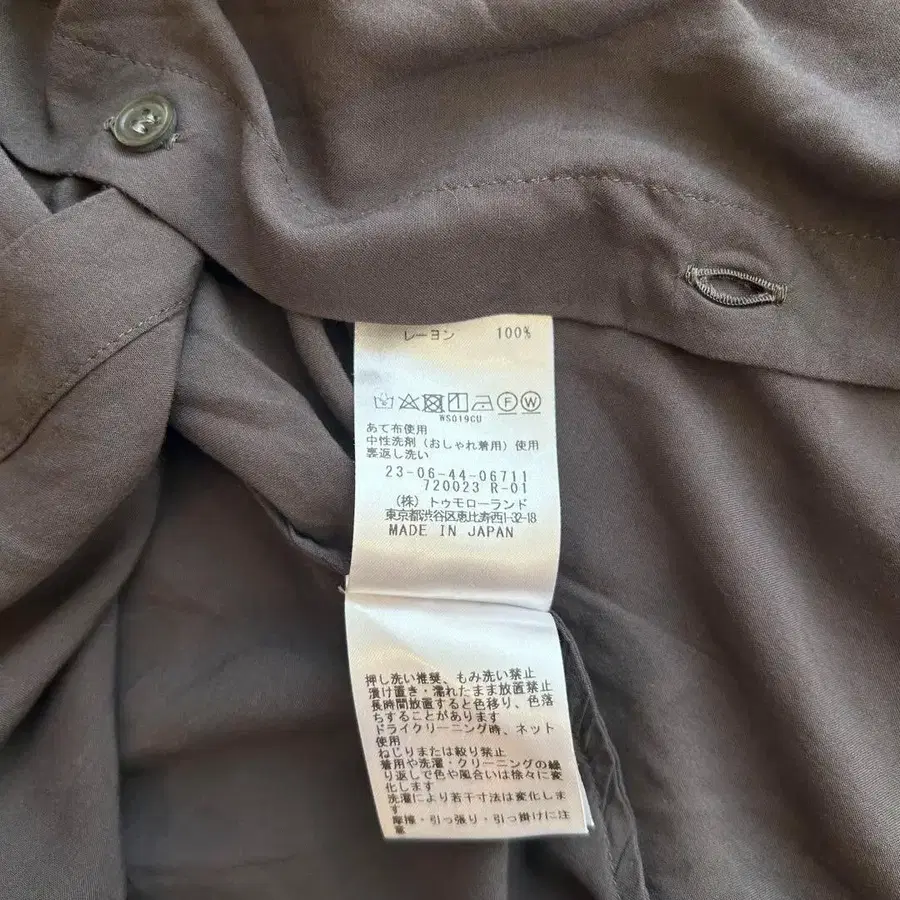 レーヨン 100%
F W
WS019CU
あて布使用
中性洗剤（おしゃれ着用）使用
裏返し洗い
23-06-44-06711
720023 R-01
（株）トゥモローランド
東京都渋谷区恵比寿西1-32-18
MADE IN JAPAN
押し洗い推奨、もみ洗い禁止
漬け置き・濡れたまま放置禁止
長時間放置すると色移り、色落
ちすることがあります
ドライクリーニング時、ネット
使用
ねじりまたは絞り禁止
着用や洗濯・クリーニングの繰
り返しで色や風合いは徐々に変
化します
洗濯により若干寸法は変化しま
す
摩擦・引っ張り・引っ掛けに注
意